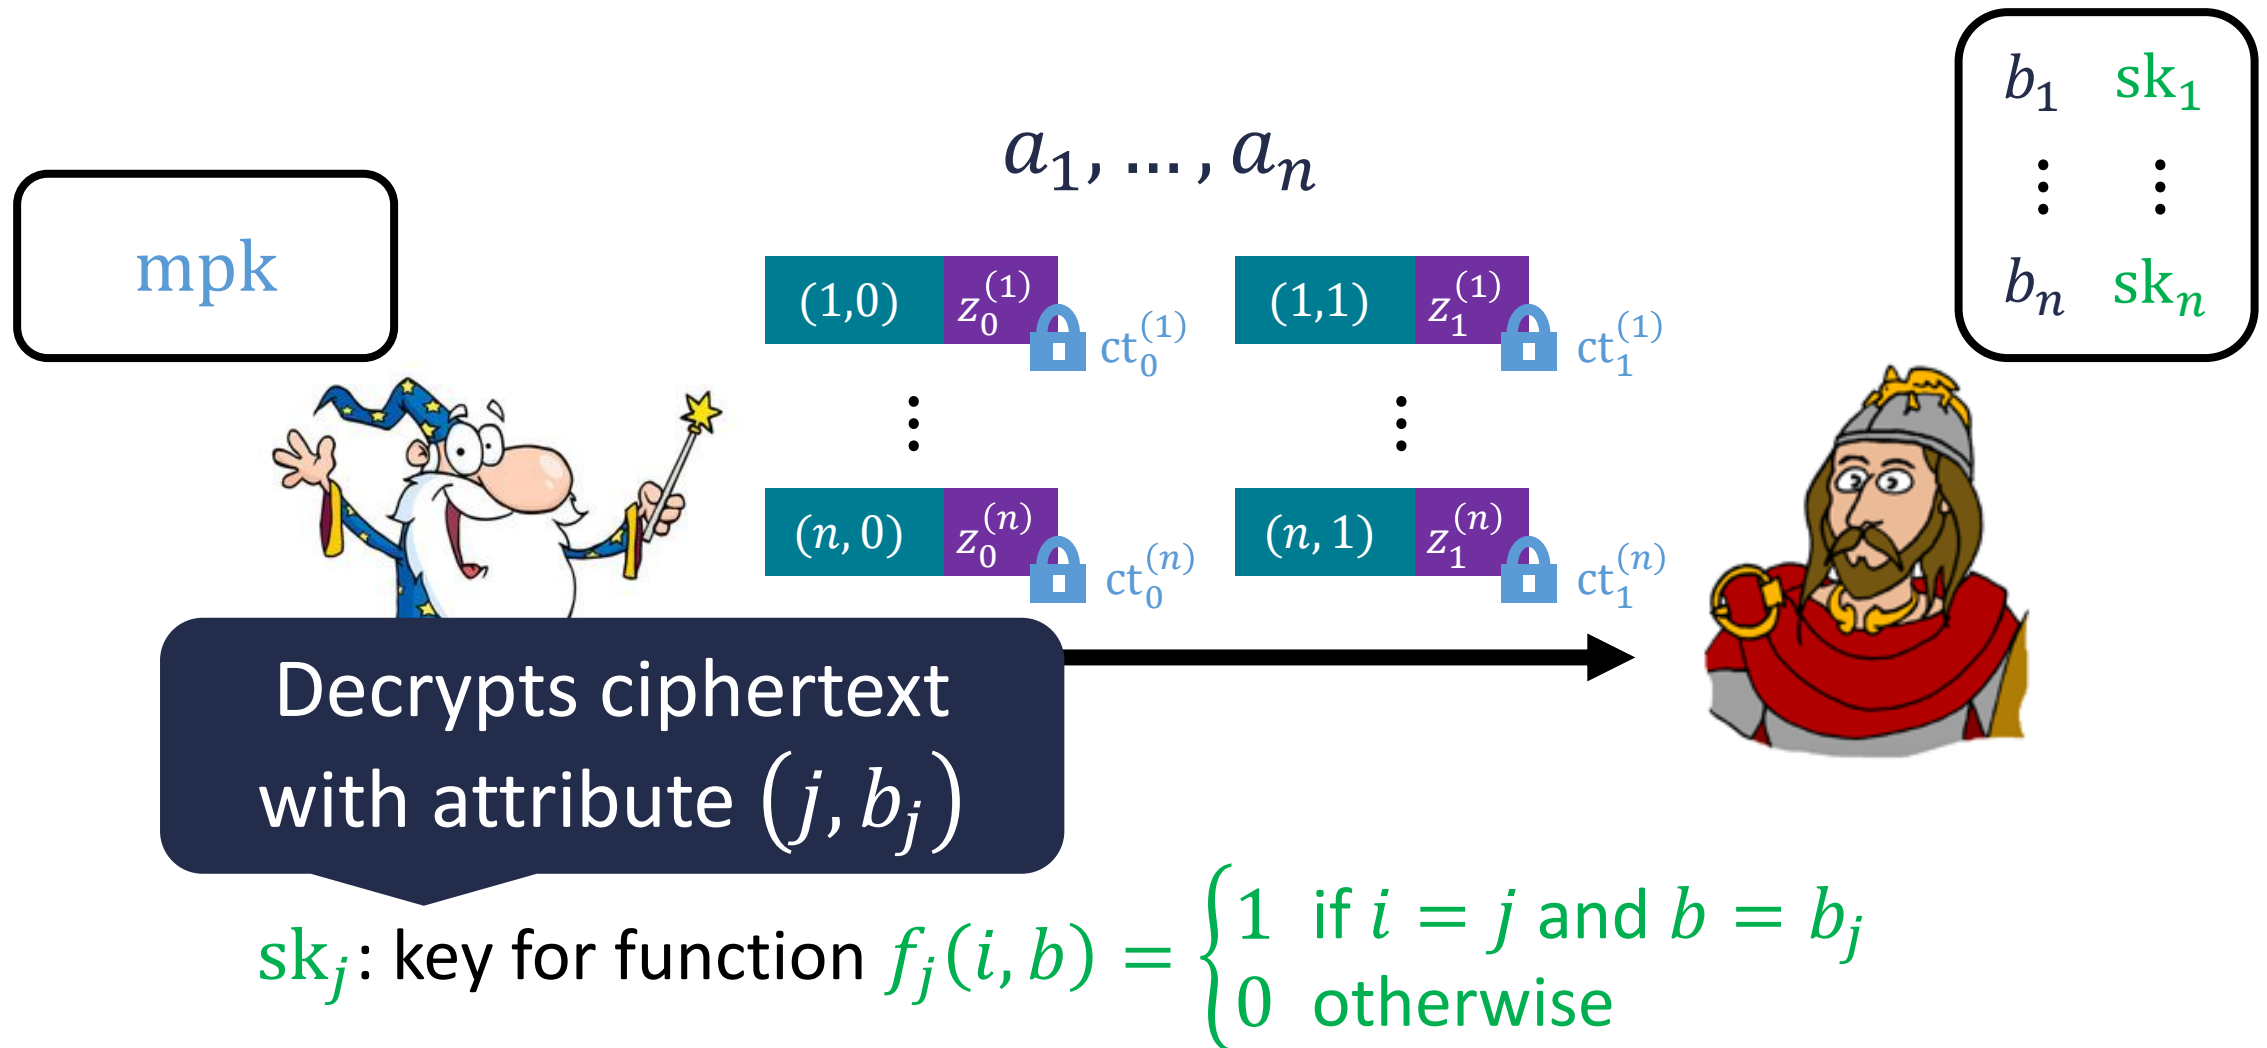 b₁ sk₁
⋮ ⋮
bₙ skₙ
mpk
a₁, … , aₙ
(1,0) z₀⁽¹⁾ ct₀⁽¹⁾ (1,1) z₁⁽¹⁾ ct₁⁽¹⁾
⋮ ⋮
(n, 0) z₀⁽ⁿ⁾ ct₀⁽ⁿ⁾ (n, 1) z₁⁽ⁿ⁾ ct₁⁽ⁿ⁾
Decrypts ciphertext
with attribute (j, bⱼ)
skⱼ: key for function fⱼ(i, b) = { 1 if i = j and b = bⱼ
0 otherwise